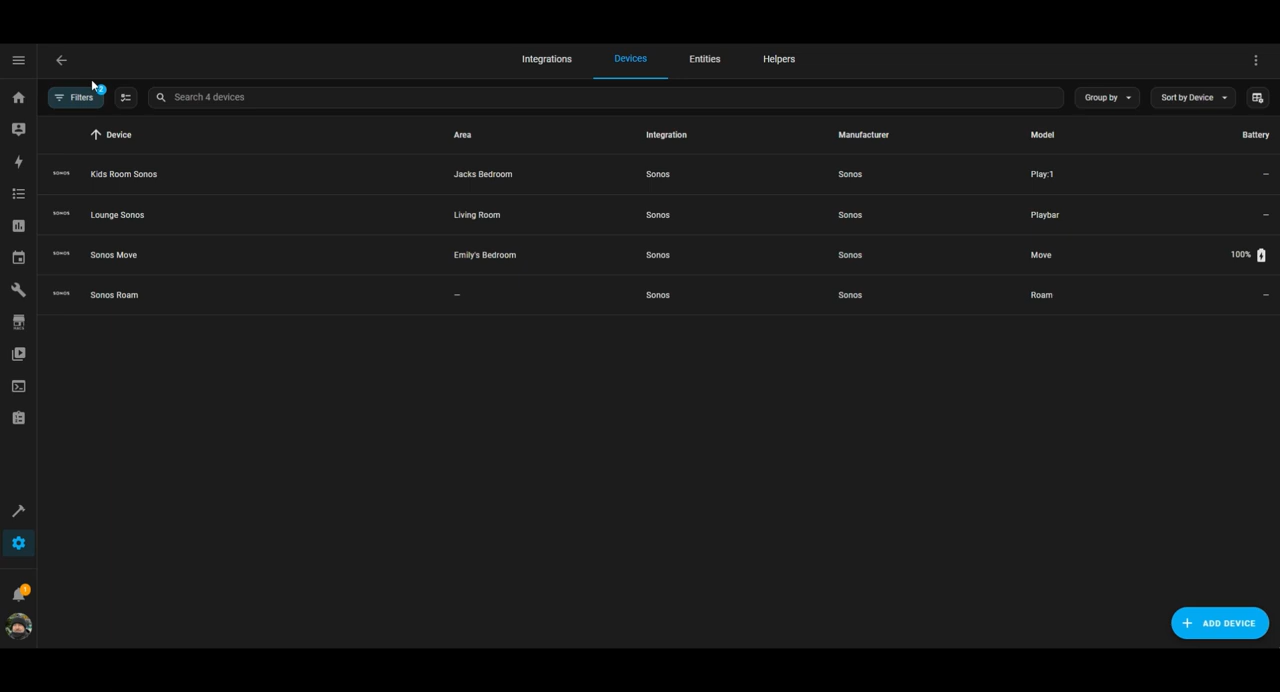 Integrations Devices Entities Helpers
Filters 2 Search 4 devices Group by Sort by Device
Device Area Integration Manufacturer Model Battery
SONOS Kids Room Sonos Jacks Bedroom Sonos Sonos Play:1 –
SONOS Lounge Sonos Living Room Sonos Sonos Playbar –
SONOS Sonos Move Emily's Bedroom Sonos Sonos Move 100%
SONOS Sonos Roam – Sonos Sonos Roam –
HACS
1
ADD DEVICE